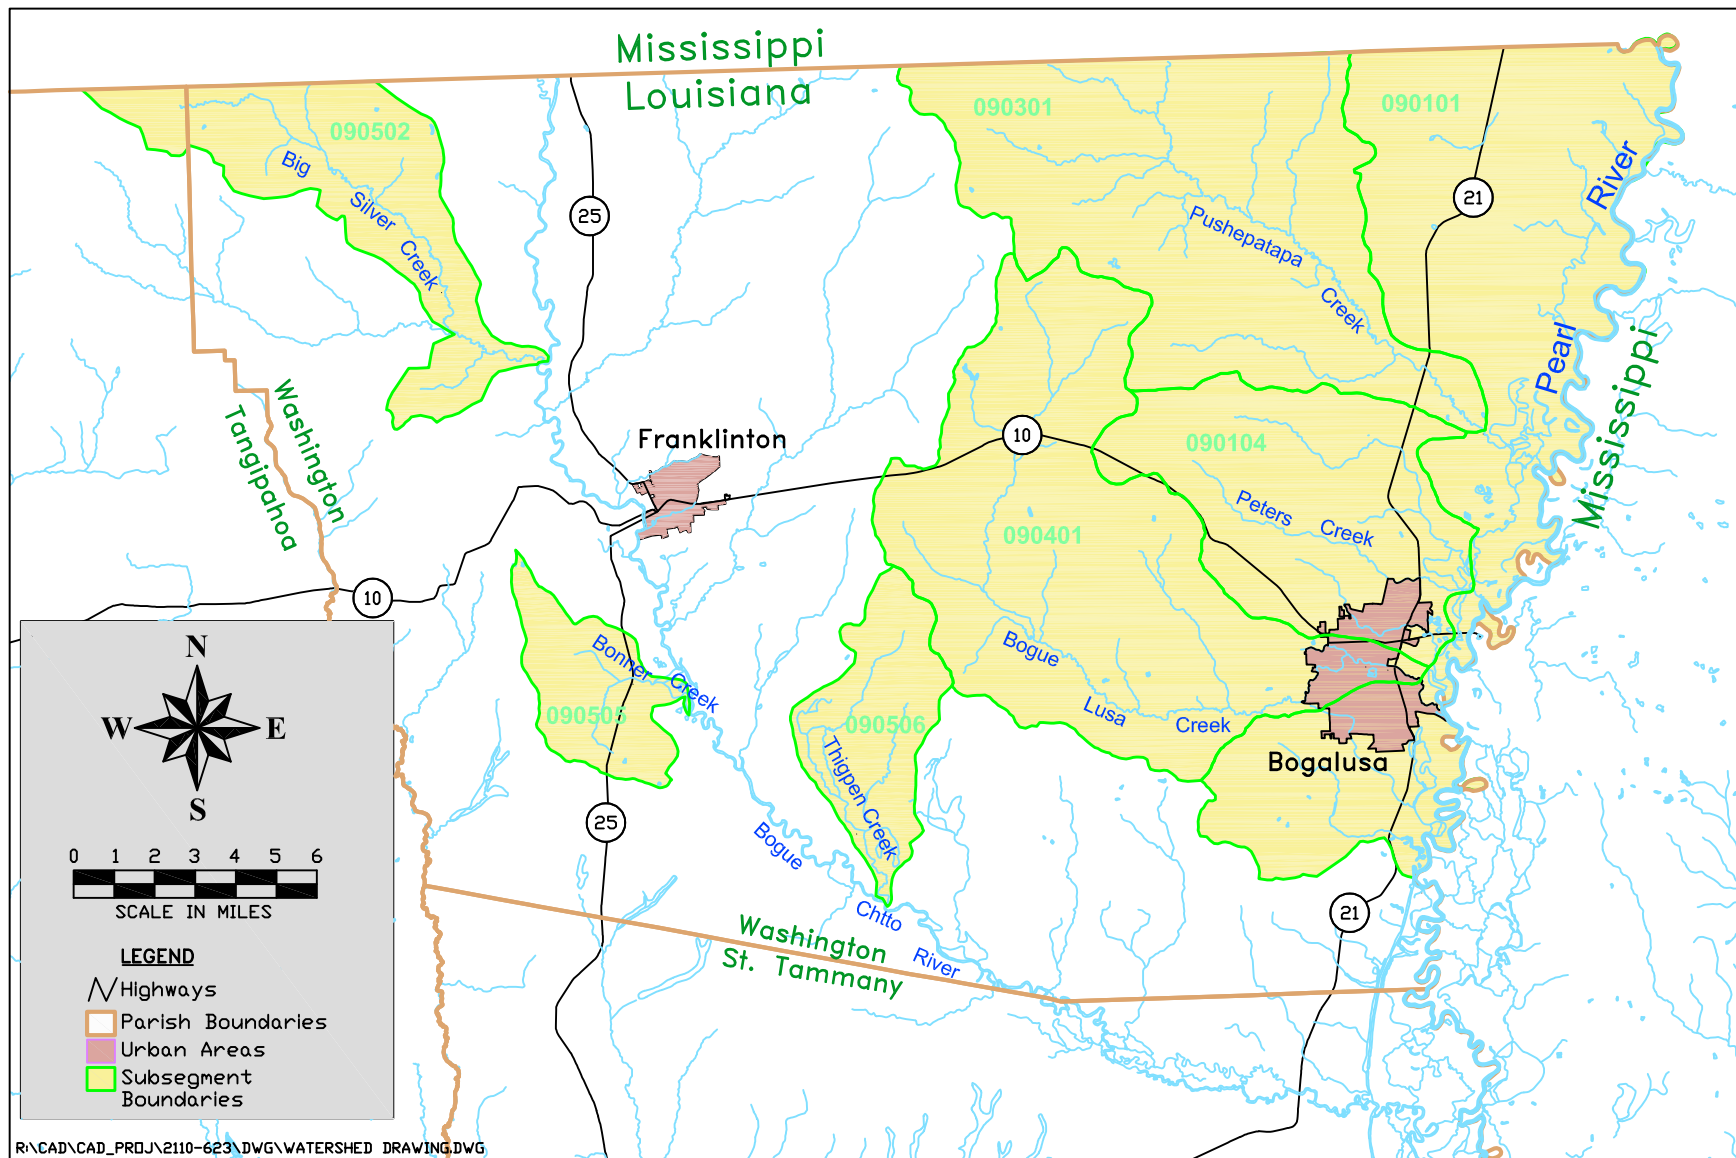 Mississippi
Louisiana
090502
090301
090101
Big Silver Creek
25
21
River
Pearl
Pushepatapa Creek
Mississippi
Washington
Tangipahoa
Franklinton
10
090104
Peters Creek
090401
10
Bonner Creek
090505
Bogue Lusa Creek
090506
Thigpen Creek
Bogalusa
25
Bogue Chtto River
21
Washington
St. Tammany
N
W E
S
0 1 2 3 4 5 6
SCALE IN MILES
LEGEND
Highways
Parish Boundaries
Urban Areas
Subsegment
Boundaries
R:\CAD\CAD_PROJ\2110-623\DWG\WATERSHED DRAWING.DWG